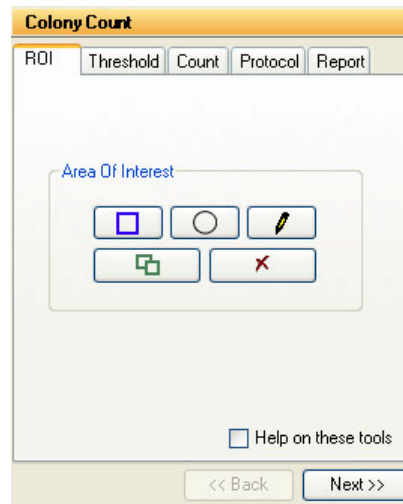 Colony Count
ROI Threshold Count Protocol Report
Area Of Interest
Help on these tools
<< Back Next >>